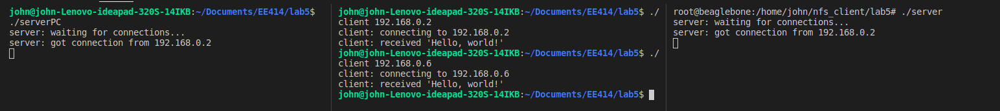 john@john-Lenovo-ideapad-320S-14IKB:~/Documents/EE414/lab5$
./serverPC
server: waiting for connections...
server: got connection from 192.168.0.2
john@john-Lenovo-ideapad-320S-14IKB:~/Documents/EE414/lab5$ ./
client 192.168.0.2
client: connecting to 192.168.0.2
client: received 'Hello, world!'
john@john-Lenovo-ideapad-320S-14IKB:~/Documents/EE414/lab5$ ./
client 192.168.0.6
client: connecting to 192.168.0.6
client: received 'Hello, world!'
john@john-Lenovo-ideapad-320S-14IKB:~/Documents/EE414/lab5$
root@beaglebone:/home/john/nfs_client/lab5# ./server
server: waiting for connections...
server: got connection from 192.168.0.2